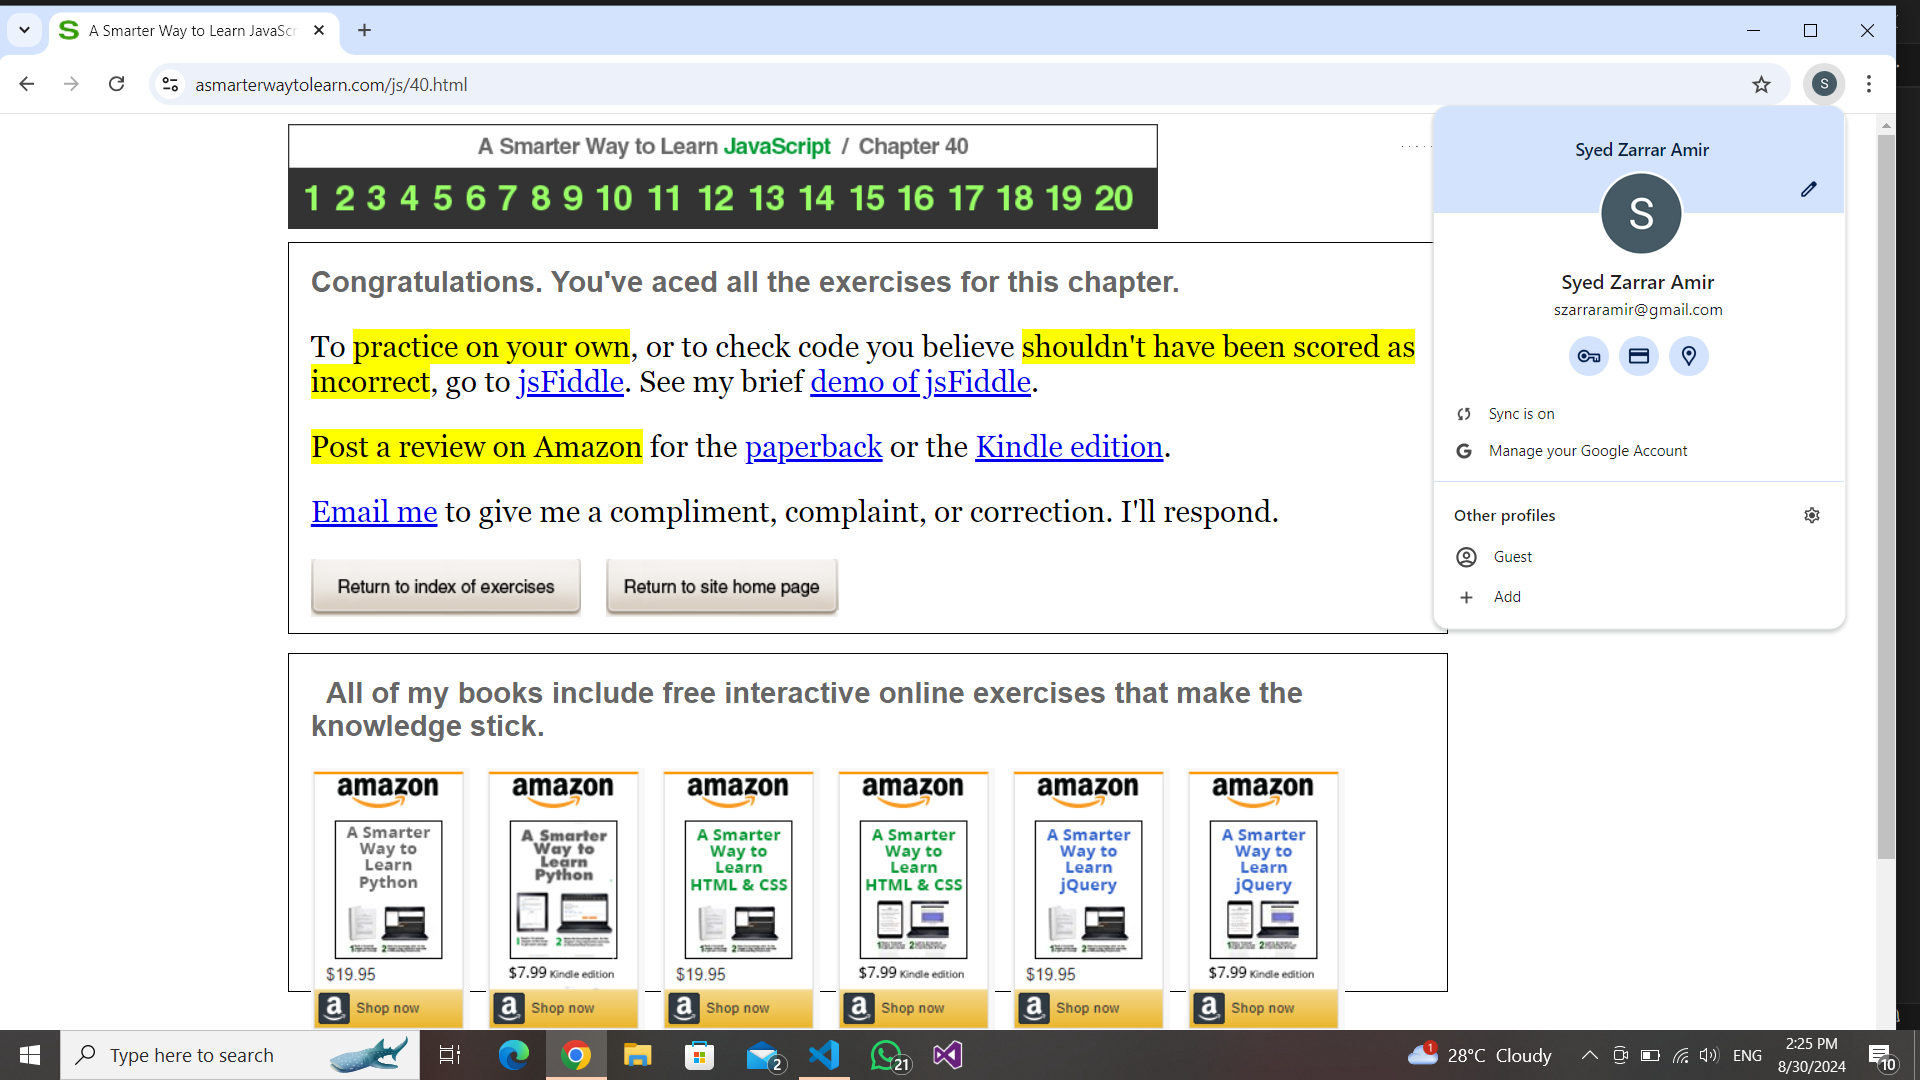 A Smarter Way to Learn JavaScr
asmarterwaytolearn.com/js/40.html
S
A Smarter Way to Learn JavaScript / Chapter 40
1 2 3 4 5 6 7 8 9 10 11 12 13 14 15 16 17 18 19 20
Congratulations. You've aced all the exercises for this chapter.
To practice on your own, or to check code you believe shouldn't have been scored as
incorrect, go to jsFiddle. See my brief demo of jsFiddle.
Post a review on Amazon for the paperback or the Kindle edition.
Email me to give me a compliment, complaint, or correction. I'll respond.
Return to index of exercises
Return to site home page
Syed Zarrar Amir
S
Syed Zarrar Amir
szarraramir@gmail.com
Sync is on
Manage your Google Account
Other profiles
Guest
Add
All of my books include free interactive online exercises that make the
knowledge stick.
amazon
A Smarter
Way to
Learn
Python
$19.95
Shop now
amazon
A Smarter
Way to
Learn
Python
$7.99 Kindle edition
Shop now
amazon
A Smarter
Way to
Learn
HTML & CSS
$19.95
Shop now
amazon
A Smarter
Way to
Learn
HTML & CSS
$7.99 Kindle edition
Shop now
amazon
A Smarter
Way to
Learn
jQuery
$19.95
Shop now
amazon
A Smarter
Way to
Learn
jQuery
$7.99 Kindle edition
Shop now
Type here to search
2
21
1
28°C Cloudy
ENG
2:25 PM
8/30/2024
10